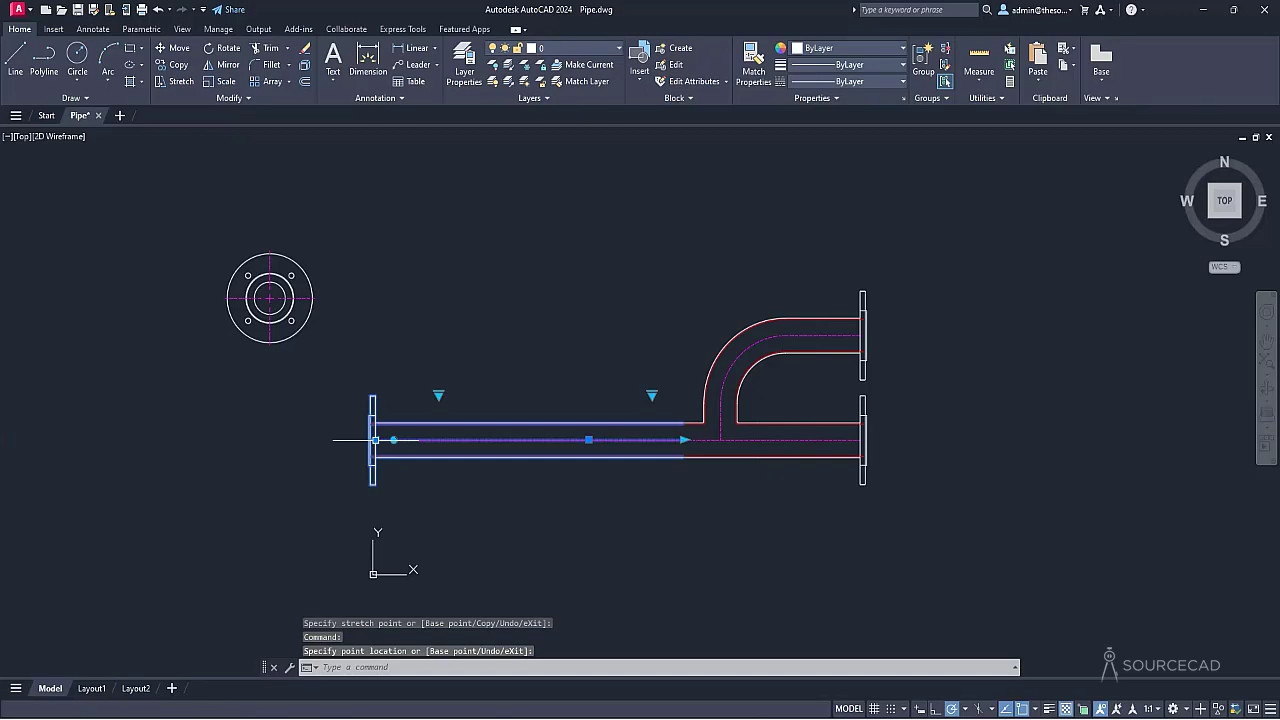 A Share Autodesk AutoCAD 2024 Pipe.dwg Type a keyword or phrase admin@theso...
Home Insert Annotate Parametric View Manage Output Add-ins Collaborate Express Tools Featured Apps
Line Polyline Circle Arc Move Rotate Trim Text Dimension Linear Layer Properties 0 Insert Create Match Properties ByLayer Group Measure Paste Base
Copy Mirror Fillet Leader Make Current Edit ByLayer
Stretch Scale Array Table Match Layer Edit Attributes ByLayer
Draw Modify Annotation Layers Block Properties Groups Utilities Clipboard View
Start Pipe*
[−][Top][2D Wireframe]
N
W TOP E
S
WCS
Y
X
Specify stretch point or [Base point/Copy/Undo/eXit]:
Command:
Specify point location or [Base point/Undo/eXit]:
Type a command
SOURCECAD
Model Layout1 Layout2
MODEL 1:1